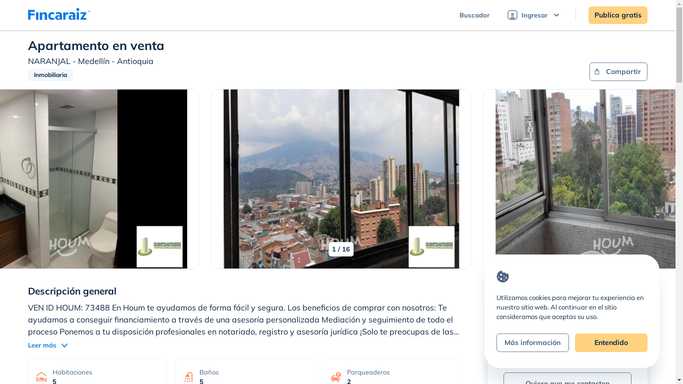 Fincaraiz
Buscador
Ingresar
Publica gratis
Apartamento en venta
NARANJAL - Medellín - Antioquia
Inmobiliaria
Compartir
HOUM
HOUM
HOUM
1 / 16
Descripción general
VEN ID HOUM: 73488 En Houm te ayudamos de forma fácil y segura. Los beneficios de comprar con nosotros: Te
ayudamos a conseguir financiamiento a través de una asesoría personalizada Mediación y seguimiento de todo el
proceso Ponemos a tu disposición profesionales en notariado, registro y asesoría jurídica ¡Solo te preocupas de las...
Leer más
Habitaciones
5
Baños
5
Parqueaderos
2
Utilizamos cookies para mejorar tu experiencia en
nuestro sitio web. Al continuar en el sitio
consideramos que aceptas su uso.
Más información
Entendido
Quiero que me contacten